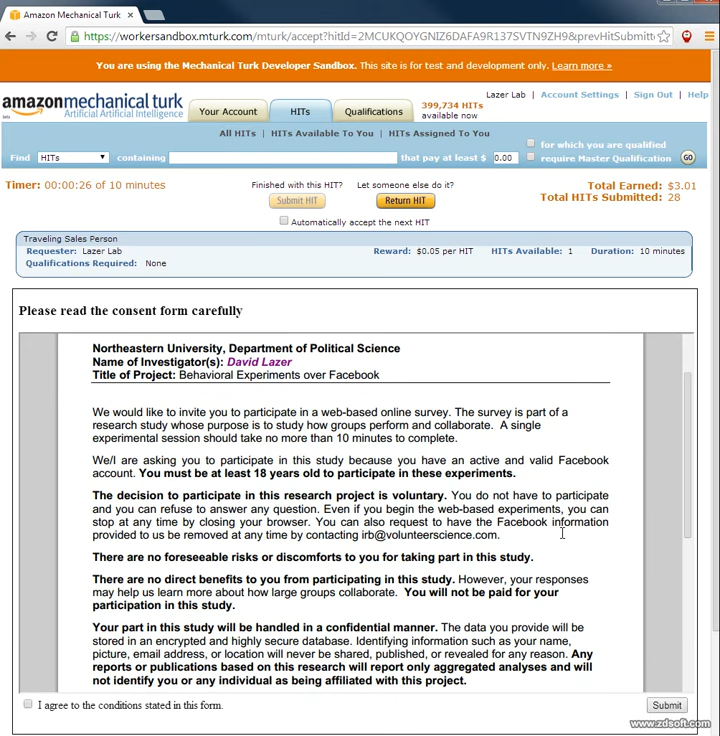 Amazon Mechanical Turk
https://workersandbox.mturk.com/mturk/accept?hitId=2MCUKQOYGNIZ6DAFA9R137SVTN9ZH9&prevHitSubmitte
You are using the Mechanical Turk Developer Sandbox. This site is for test and development only. Learn more »
Lazer Lab | Account Settings | Sign Out | Help
amazonmechanical turk
beta Artificial Artificial Intelligence
Your Account HITs Qualifications 399,734 HITs available now
All HITs | HITs Available To You | HITs Assigned To You
for which you are qualified
Find HITs containing that pay at least $ 0.00 require Master Qualification GO
Timer: 00:00:26 of 10 minutes
Finished with this HIT? Let someone else do it?
Submit HIT Return HIT
Total Earned: $3.01
Total HITs Submitted: 28
Automatically accept the next HIT
Traveling Sales Person
Requester: Lazer Lab Reward: $0.05 per HIT HITs Available: 1 Duration: 10 minutes
Qualifications Required: None
Please read the consent form carefully
Northeastern University, Department of Political Science
Name of Investigator(s): David Lazer
Title of Project: Behavioral Experiments over Facebook
We would like to invite you to participate in a web-based online survey. The survey is part of a
research study whose purpose is to study how groups perform and collaborate. A single
experimental session should take no more than 10 minutes to complete.
We/I are asking you to participate in this study because you have an active and valid Facebook
account. You must be at least 18 years old to participate in these experiments.
The decision to participate in this research project is voluntary. You do not have to participate
and you can refuse to answer any question. Even if you begin the web-based experiments, you can
stop at any time by closing your browser. You can also request to have the Facebook information
provided to us be removed at any time by contacting irb@volunteerscience.com.
There are no foreseeable risks or discomforts to you for taking part in this study.
There are no direct benefits to you from participating in this study. However, your responses
may help us learn more about how large groups collaborate. You will not be paid for your
participation in this study.
Your part in this study will be handled in a confidential manner. The data you provide will be
stored in an encrypted and highly secure database. Identifying information such as your name,
picture, email address, or location will never be shared, published, or revealed for any reason. Any
reports or publications based on this research will report only aggregated analyses and will
not identify you or any individual as being affiliated with this project.
I agree to the conditions stated in this form.
Submit
www.zdsoft.com